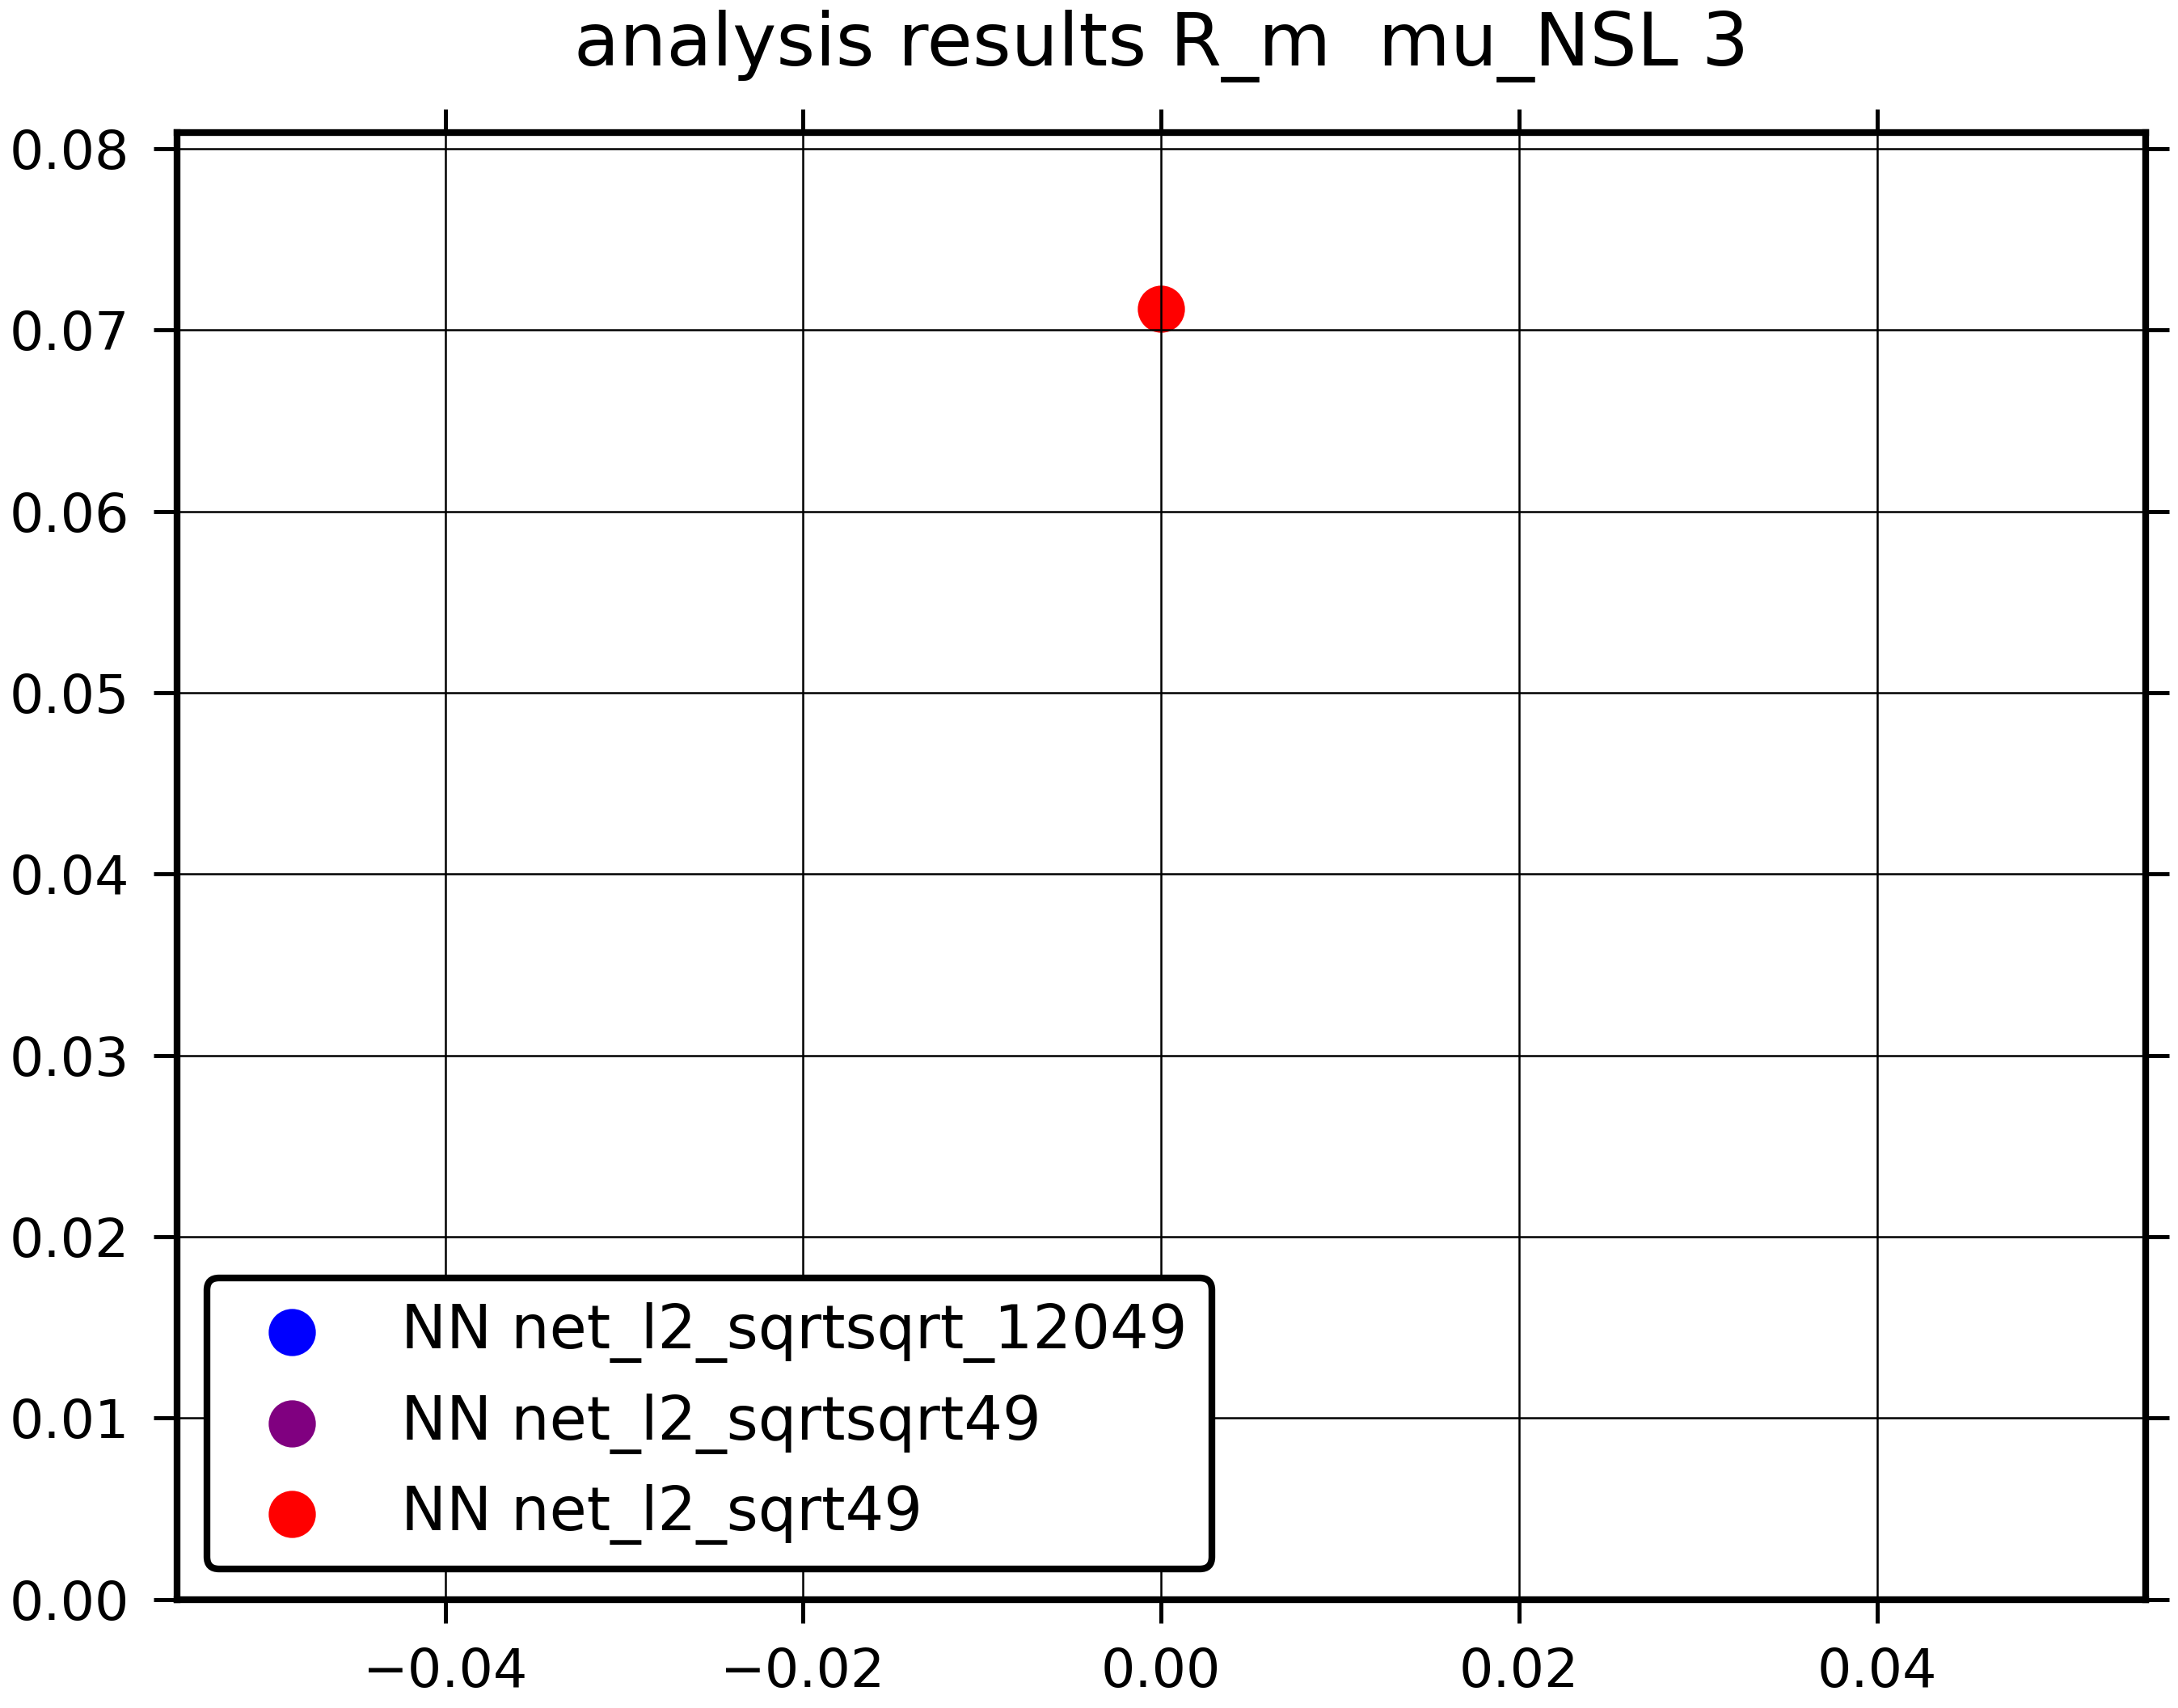 analysis results R_m  mu_NSL 3
0.08
0.07
0.06
0.05
0.04
0.03
0.02
0.01
0.00
NN net_l2_sqrtsqrt_12049
NN net_l2_sqrtsqrt49
NN net_l2_sqrt49
−0.04 −0.02 0.00 0.02 0.04